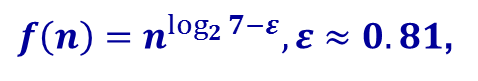 f(n) = n^{log₂ 7−ε}, ε ≈ 0.81,